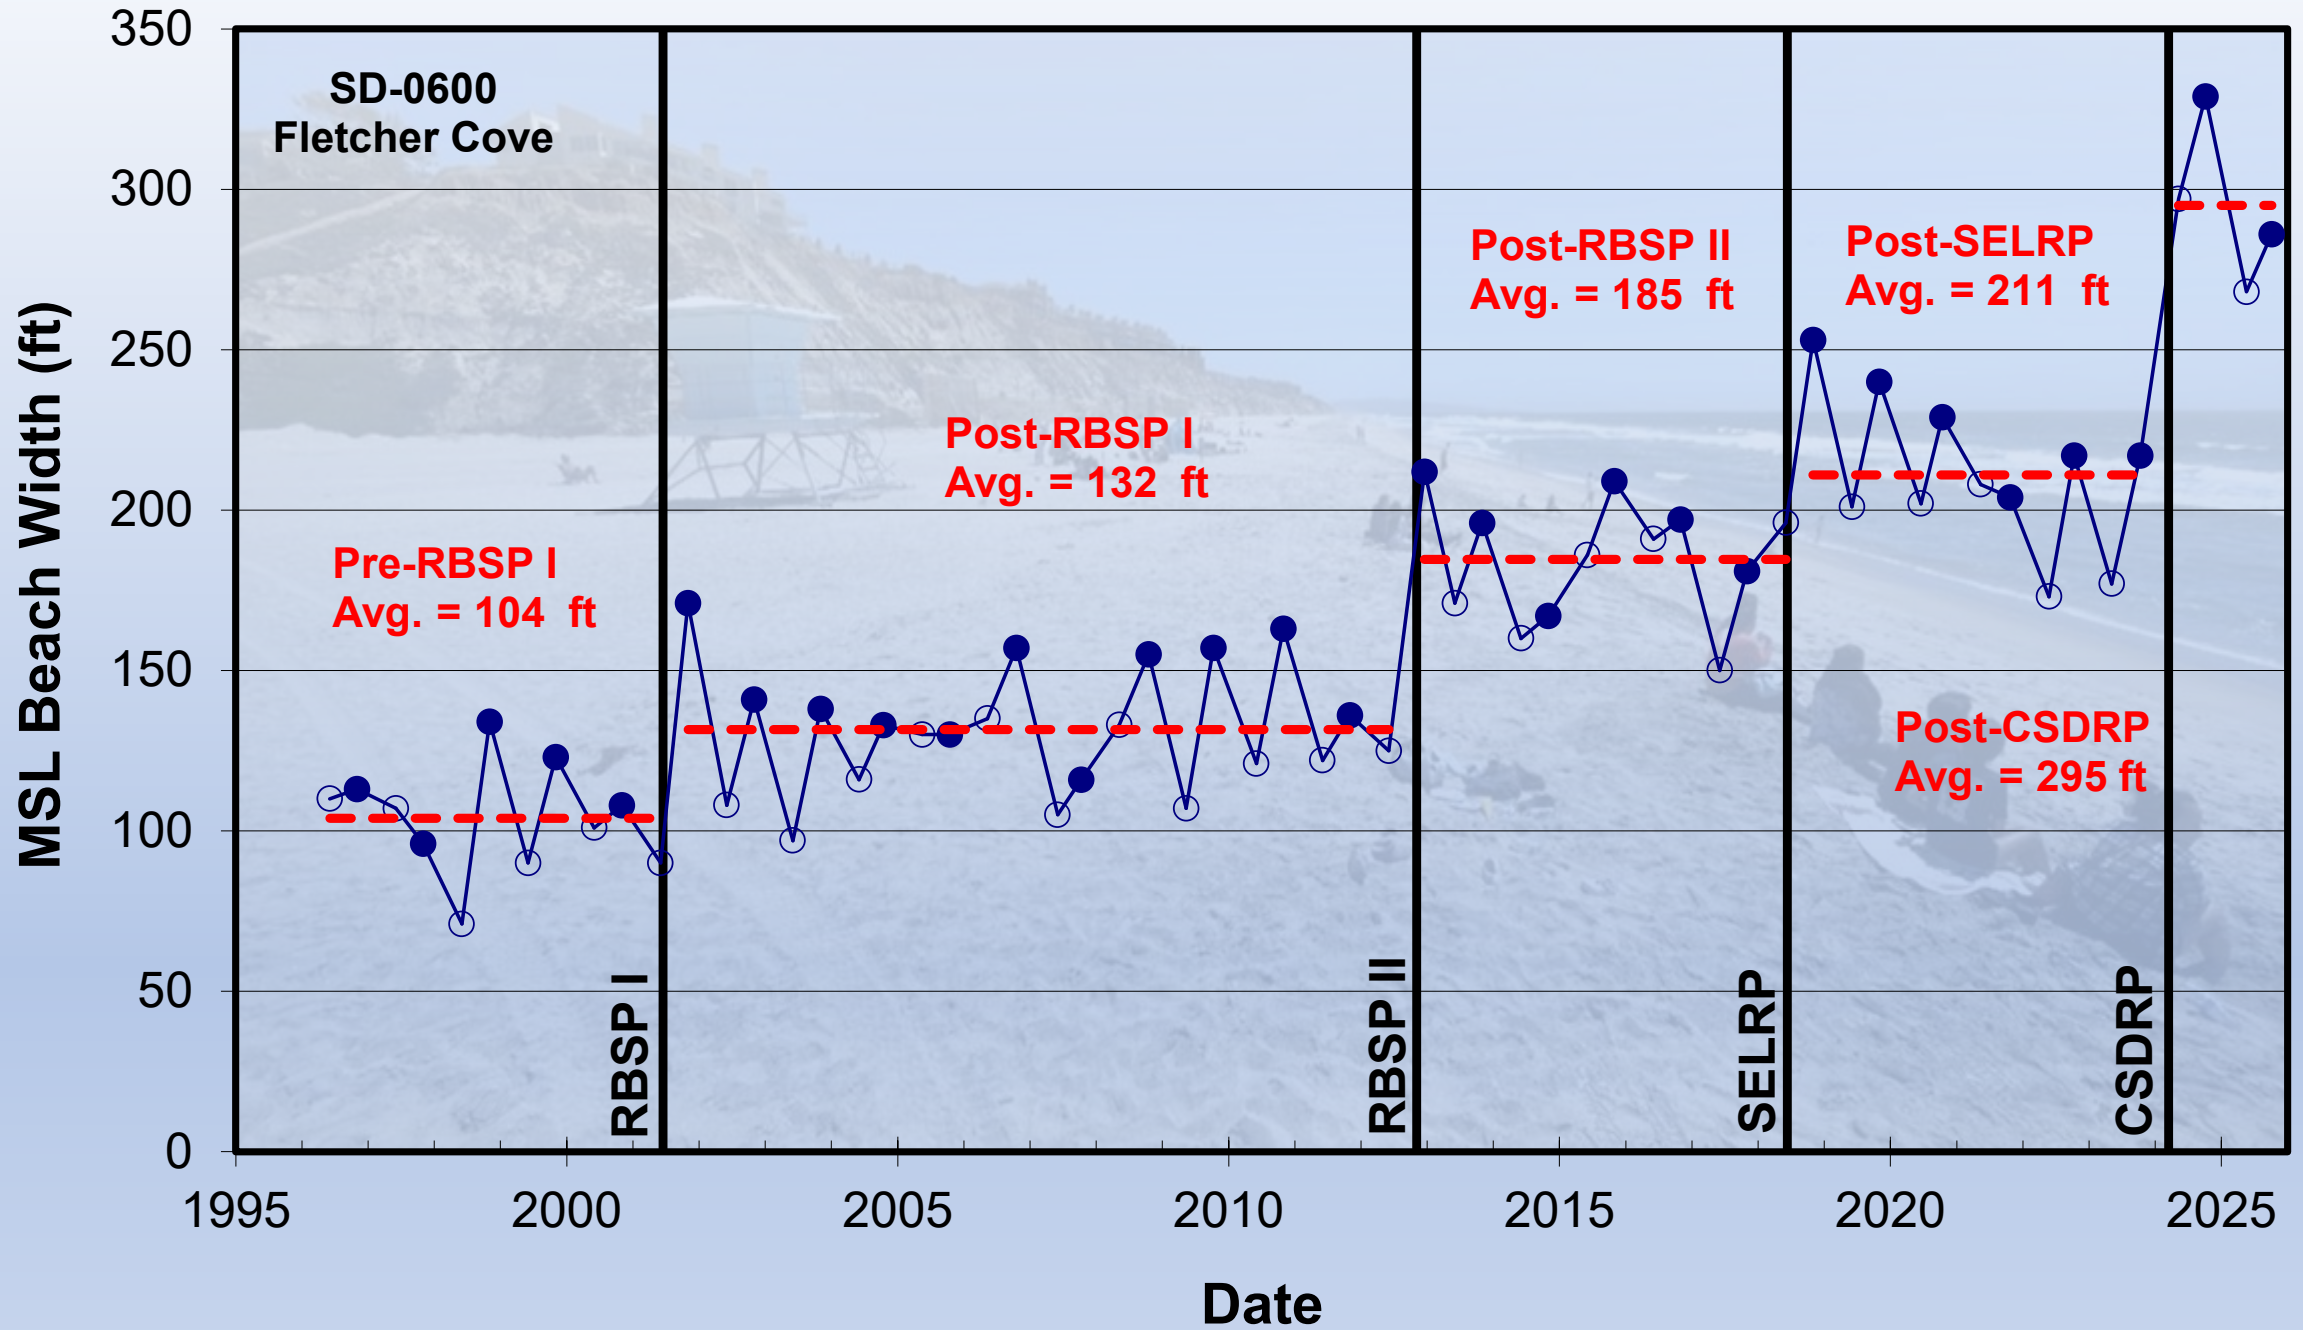 350
300
250
200
150
100
50
0
MSL Beach Width (ft)
SD-0600
Fletcher Cove
Pre-RBSP I
Avg. = 104 ft
Post-RBSP I
Avg. = 132 ft
Post-RBSP II
Avg. = 185 ft
Post-SELRP
Avg. = 211 ft
Post-CSDRP
Avg. = 295 ft
RBSP I
RBSP II
SELRP
CSDRP
1995
2000
2005
2010
2015
2020
2025
Date